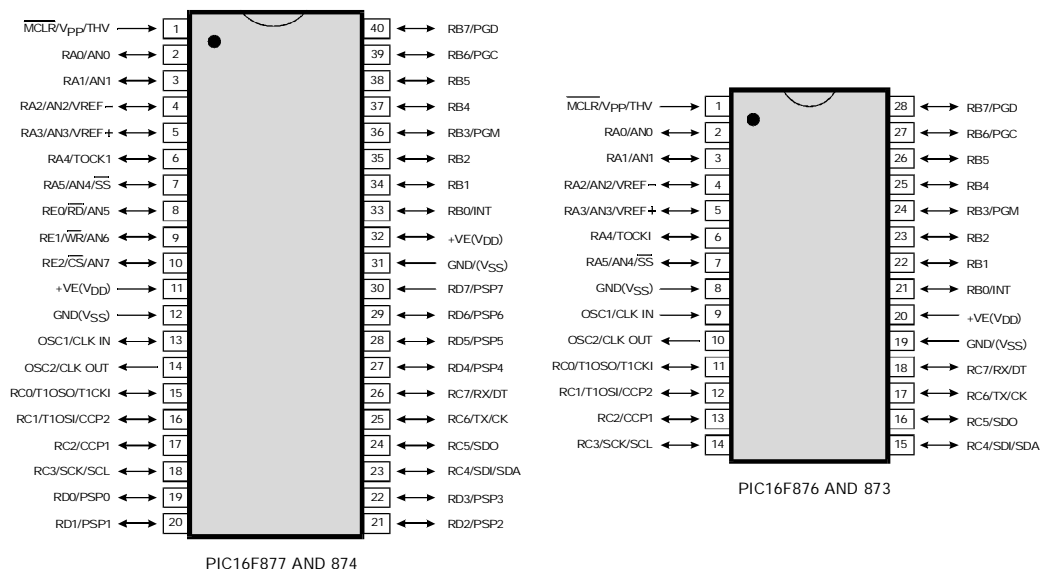 MCLR/VPP/THV 1
RA0/AN0 2
RA1/AN1 3
RA2/AN2/VREF- 4
RA3/AN3/VREF+ 5
RA4/TOCK1 6
RA5/AN4/SS 7
RE0/RD/AN5 8
RE1/WR/AN6 9
RE2/CS/AN7 10
+VE(VDD) 11
GND(VSS) 12
OSC1/CLK IN 13
OSC2/CLK OUT 14
RC0/T1OSO/T1CKI 15
RC1/T1OSI/CCP2 16
RC2/CCP1 17
RC3/SCK/SCL 18
RD0/PSP0 19
RD1/PSP1 20
40 RB7/PGD
39 RB6/PGC
38 RB5
37 RB4
36 RB3/PGM
35 RB2
34 RB1
33 RB0/INT
32 +VE(VDD)
31 GND/(VSS)
30 RD7/PSP7
29 RD6/PSP6
28 RD5/PSP5
27 RD4/PSP4
26 RC7/RX/DT
25 RC6/TX/CK
24 RC5/SDO
23 RC4/SDI/SDA
22 RD3/PSP3
21 RD2/PSP2
PIC16F877 AND 874
MCLR/VPP/THV 1
RA0/AN0 2
RA1/AN1 3
RA2/AN2/VREF- 4
RA3/AN3/VREF+ 5
RA4/TOCKI 6
RA5/AN4/SS 7
GND(VSS) 8
OSC1/CLK IN 9
OSC2/CLK OUT 10
RC0/T1OSO/T1CKI 11
RC1/T1OSI/CCP2 12
RC2/CCP1 13
RC3/SCK/SCL 14
28 RB7/PGD
27 RB6/PGC
26 RB5
25 RB4
24 RB3/PGM
23 RB2
22 RB1
21 RB0/INT
20 +VE(VDD)
19 GND/(VSS)
18 RC7/RX/DT
17 RC6/TX/CK
16 RC5/SDO
15 RC4/SDI/SDA
PIC16F876 AND 873